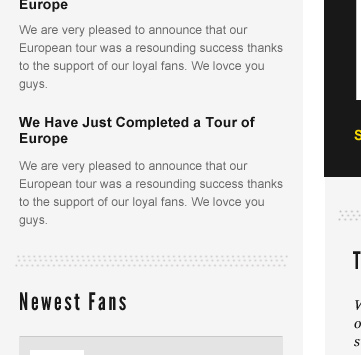 Europe
We are very pleased to announce that our
European tour was a resounding success thanks
to the support of our loyal fans. We lovce you
guys.
We Have Just Completed a Tour of
Europe
We are very pleased to announce that our
European tour was a resounding success thanks
to the support of our loyal fans. We lovce you
guys.
Newest Fans